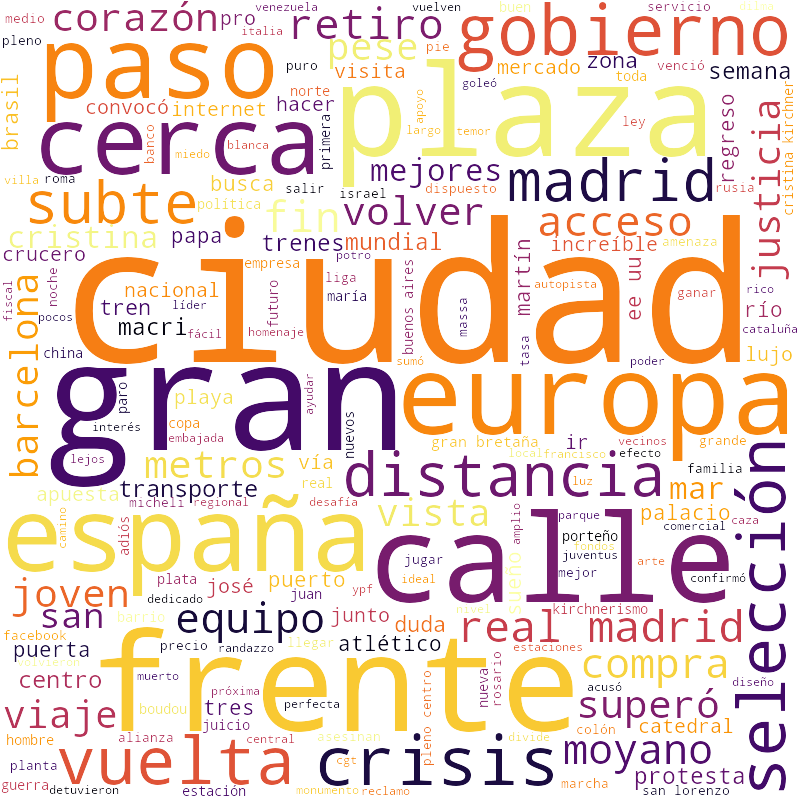 venezuela
vuelven
buen
servicio
medio
corazón
pro
retiro
gobierno
pleno
italia
puro
pese
pie
mercado
zona
semana
paso
plaza
visita
goleó
venció
toda
brasil
convocó
internet
hacer
norte
cerca
banco
primera
apoyo
largo
temor
ley
regreso
justicia
cristina kirchner
miedo
blanca
mejores
madrid
villa
roma
busca
salir
israel
dispuesto
rusia
subte
política
fin
volver
acceso
cristina
papa
trenes
mundial
increíble
amenaza
crucero
ciudad
empresa
potro
martín
ee uu
autopista
fiscal
noche
nacional
liga
buenos aires
ganar
rico
pocos
tren
líder
futuro
maría
massa
río
cataluña
macri
fácil
homenaje
sumó
tasa
poder
lujo
barcelona
china
gran
europa
paro
playa
ayudar
interés
copa
nuevos
embajada
gran bretaña
ir
vecinos
grande
lejos
metros
vía
local
francisco
efecto
distancia
familia
selección
apuesta
transporte
real
luz
mar
micheli
regional
desafía
vista
amplio
parque
palacio
comercial
caza
españa
camino
adiós
calle
porteño
fondos
arte
jugar
juventus
confirmó
joven
plata
josé
puerto
ypf
ideal
sueño
mejor
dedicado
juan
nivel
san
barrio
equipo
junto
duda
real madrid
kirchnerismo
facebook
puerta
precio
randazzo
llegar
atlético
frente
estaciones
volvieron
compra
acusó
diseño
centro
muerto
próxima
nueva
rosario
viaje
boudou
tres
perfecta
pleno centro
superó
hombre
juicio
asesinan
colón
catedral
alianza
central
divide
vuelta
crisis
moyano
planta
cgt
protesta
guerra
detuvieron
estación
monumento
reclamo
marcha
san lorenzo